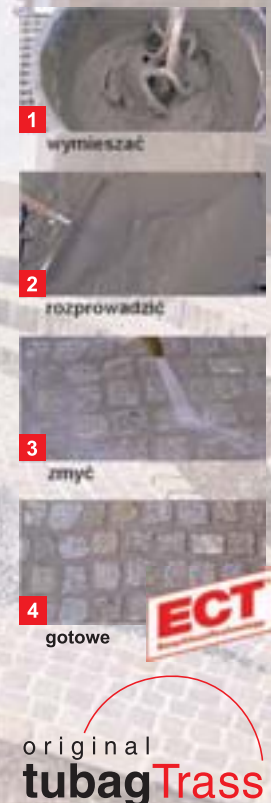 1
wymieszać
2
rozprowadzić
3
zmyć
4
ECT
gotowe
original
tubagTrass